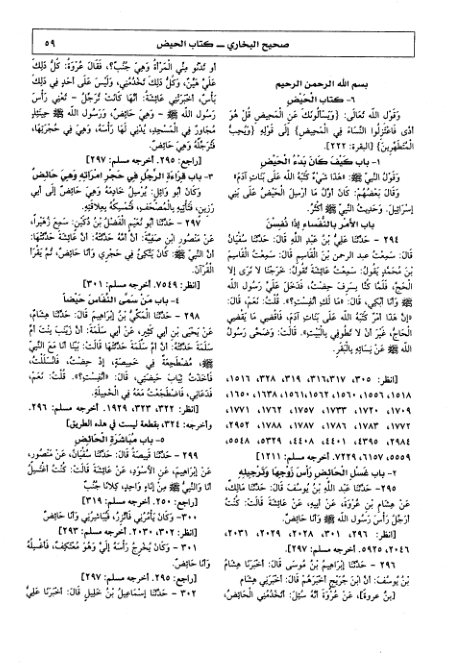 صحيح البخاري ــ كتاب الحيض
٥٩
بسم الله الرحمن الرحيم
٦- كتاب الْحَيْضِ
وَقَوْلِ اللهِ تَعَالَى: {وَيَسْأَلُونَكَ عَنِ المَحِيضِ قُلْ هُوَ
أَذًى فَاعْتَزِلُوا النِّسَاءَ فِي المَحِيضِ} إِلَى قَوْلِهِ {وَيُحِبُّ
المُتَطَهِّرِينَ} [البقرة: ٢٢٢].
١- باب كَيْفَ كَانَ بَدْءُ الْحَيْضِ
وَقَوْلُ النَّبِيِّ ﷺ: «هَذَا شَيْءٌ كَتَبَهُ اللهُ عَلَى بَنَاتِ آدَمَ»
وَقَالَ بَعْضُهُمْ: كَانَ أَوَّلُ مَا أُرْسِلَ الْحَيْضُ عَلَى بَنِي
إِسْرَائِيلَ. وَحَدِيثُ النَّبِيِّ ﷺ أَكْثَرُ.
باب الأَمْرِ بِالنُّفَسَاءِ إِذَا نُفِسْنَ
٢٩٤ - حَدَّثَنَا عَلِيُّ بْنُ عَبْدِ اللهِ قَالَ: حَدَّثَنَا سُفْيَانُ
قَالَ: سَمِعْتُ عبد الرحمن بْنَ الْقَاسِمِ قَالَ: سَمِعْتُ الْقَاسِمَ
بْنَ مُحَمَّدٍ يَقُولُ: سَمِعْتُ عَائِشَةَ تَقُولُ: خَرَجْنَا لَا نَرَى إِلَّا
الْحَجَّ، فَلَمَّا كُنَّا بِسَرِفَ حِضْتُ، فَدَخَلَ عَلَيَّ رَسُولُ اللهِ
ﷺ وَأَنَا أَبْكِي، قَالَ: «مَا لَكِ أَنُفِسْتِ؟». قُلْتُ: نَعَمْ، قَالَ:
«إِنَّ هَذَا أَمْرٌ كَتَبَهُ اللهُ عَلَى بَنَاتِ آدَمَ، فَاقْضِي مَا يَقْضِي
الْحَاجُّ، غَيْرَ أَنْ لَا تَطُوفِي بِالْبَيْتِ». قَالَتْ: وَضَحَّى رَسُولُ
اللهِ ﷺ عَنْ نِسَائِهِ بِالْبَقَرِ.
[انظر: ٣٠٥، ٣١٦،٣١٧، ٣١٩، ٣٢٨، ١٥١٦،
١٥١٨، ١٥٥٦، ١٥٦٠، ١٥٦١،١٥٦٢، ١٦٣٨، ١٦٥٠،
١٧٠٩، ١٧٢٠، ١٧٣٣، ١٧٥٧، ١٧٦٢، ١٧٧١،
١٧٧٢، ١٧٨٣، ١٧٨٦، ١٧٨٧، ١٧٨٨، ٢٩٥٢،
٢٩٨٤، ٤٣٩٥، ٤٤٠١، ٤٤٠٨، ٥٣٢٩، ٥٥٤٨،
٥٥٥٩، ٦١٥٧، ٧٢٢٩. أخرجه مسلم: ١٢١١]
٢- باب غَسْلِ الْحَائِضِ رَأْسَ زَوْجِهَا وَتَرْجِيلِهِ
٢٩٥- حَدَّثَنَا عَبْدُ اللهِ بْنُ يُوسُفَ قَالَ: حَدَّثَنَا مَالِكٌ،
عَنْ هِشَامِ بْنِ عُرْوَةَ، عَنْ أَبِيهِ، عَنْ عَائِشَةَ قَالَتْ: كُنْتُ
أُرَجِّلُ رَأْسَ رَسُولِ اللهِ ﷺ وَأَنَا حَائِضٌ.
[انظر: ٢٩٦، ٣٠١، ٢٠٢٨، ٢٠٢٩، ٢٠٣١،
٢٠٤٦، ٥٩٢٥. أخرجه مسلم: ٢٩٧].
٢٩٦ - حَدَّثَنَا إِبْرَاهِيمُ بْنُ مُوسَى قَالَ: أَخْبَرَنَا هِشَامُ
بْنُ يُوسُفَ: أَنَّ ابْنَ جُرَيْجٍ أَخْبَرَهُمْ قَالَ: أَخْبَرَنِي هِشَام
[بنُ عروة]، عَنْ عُرْوَةَ أَنَّهُ سُئِلَ: أَتَخْدُمُنِي الْحَائِضُ،
أَوْ تَدْنُو مِنِّي الْمَرْأَةُ وَهِيَ جُنُبٌ؟، فَقَالَ عُرْوَةُ: كُلُّ ذَلِكَ
عَلَيَّ هَيِّنٌ، وَكُلُّ ذَلِكَ تَخْدُمُنِي، وَلَيْسَ عَلَى أَحَدٍ فِي ذَلِكَ
بَأْسٌ، أَخْبَرَتْنِي عَائِشَةُ: أَنَّهَا كَانَتْ تُرَجِّلُ - تَعْنِي رَأْسَ
رَسُولِ اللهِ ﷺ - وَهِيَ حَائِضٌ، وَرَسُولُ اللهِ ﷺ حِينَئِذٍ
مُجَاوِرٌ فِي الْمَسْجِدِ، يُدْنِي لَهَا رَأْسَهُ، وَهِيَ فِي حُجْرَتِهَا،
فَتُرَجِّلُهُ وَهِيَ حَائِضٌ.
[راجع: ٢٩٥. أخرجه مسلم: ٢٩٧].
٣- باب قِرَاءَةِ الرَّجُلِ فِي حَجْرِ امْرَأَتِهِ وَهِيَ حَائِضٌ
وَكَانَ أَبُو وَائِلٍ: يُرْسِلُ خَادِمَهُ وَهِيَ حَائِضٌ إِلَى أَبِي
رَزِينٍ، فَتَأْتِيهِ بِالْمُصْحَفِ، فَتُمْسِكُهُ بِعِلَاقَتِهِ.
٢٩٧ - حَدَّثَنَا أَبُو نُعَيْمٍ الْفَضْلُ بْنُ دُكَيْنٍ: سَمِعَ زُهَيْراً،
عَنْ مَنْصُورٍ ابْنِ صَفِيَّةَ: أَنَّ أُمَّهُ حَدَّثَتْهُ: أَنَّ عَائِشَةَ حَدَّثَتْهَا:
أَنَّ النَّبِيَّ ﷺ كَانَ يَتَّكِئُ فِي حَجْرِي وَأَنَا حَائِضٌ، ثُمَّ يَقْرَأُ
الْقُرْآنَ.
[انظر: ٧٥٤٩. أخرجه مسلم: ٣٠١]
٤- باب مَنْ سَمَّى النِّفَاسَ حَيْضاً
٢٩٨ - حَدَّثَنَا الْمَكِّيُّ بْنُ إِبْرَاهِيمَ قَالَ: حَدَّثَنَا هِشَامٌ،
عَنْ يَحْيَى بْنِ أَبِي كَثِيرٍ، عَنْ أَبِي سَلَمَةَ: أَنَّ زَيْنَبَ بِنْتَ أُمِّ
سَلَمَةَ حَدَّثَتْهُ: أَنَّ أُمَّ سَلَمَةَ حَدَّثَتْهَا قَالَتْ: بَيْنَا أَنَا مَعَ النَّبِيِّ
ﷺ، مُضْطَجِعَةٌ فِي خَمِيصَةٍ، إِذْ حِضْتُ، فَانْسَلَلْتُ،
فَأَخَذْتُ ثِيَابَ حَيْضَتِي، قَالَ: «أَنُفِسْتِ؟». قُلْتُ: نَعَمْ،
فَدَعَانِي، فَاضْطَجَعْتُ مَعَهُ فِي الْخَمِيلَةِ.
[انظر: ٣٢٢، ٣٢٣، ١٩٢٩. أخرجه مسلم: ٢٩٦.
وأخرجه: ٣٢٤، بقطعة ليست في هذه الطريق]
٥- باب مُبَاشَرَةِ الْحَائِضِ
٢٩٩ - حَدَّثَنَا قَبِيصَةُ قَالَ: حَدَّثَنَا سُفْيَانُ، عَنْ مَنْصُورٍ،
عَنْ إِبْرَاهِيمَ، عَنِ الأَسْوَدِ، عَنْ عَائِشَةَ قَالَتْ: كُنْتُ أَغْتَسِلُ
أَنَا وَالنَّبِيُّ ﷺ مِنْ إِنَاءٍ وَاحِدٍ، كِلَانَا جُنُبٌ
[راجع: ٢٥٠. أخرجه مسلم: ٣١٩]
٣٠٠ - وَكَانَ يَأْمُرُنِي فَأَتَّزِرُ، فَيُبَاشِرُنِي وَأَنَا حَائِضٌ
[انظر: ٣٠٢، ٢٠٣٠. أخرجه مسلم: ٢٩٣]
٣٠١ - وَكَانَ يُخْرِجُ رَأْسَهُ إِلَيَّ وَهُوَ مُعْتَكِفٌ، فَأَغْسِلُهُ
وَأَنَا حَائِضٌ.
[راجع: ٢٩٥. أخرجه مسلم: ٢٩٧]
٣٠٢ - حَدَّثَنَا إِسْمَاعِيلُ بْنُ خَلِيلٍ قَالَ: أَخْبَرَنَا عَلِيُّ